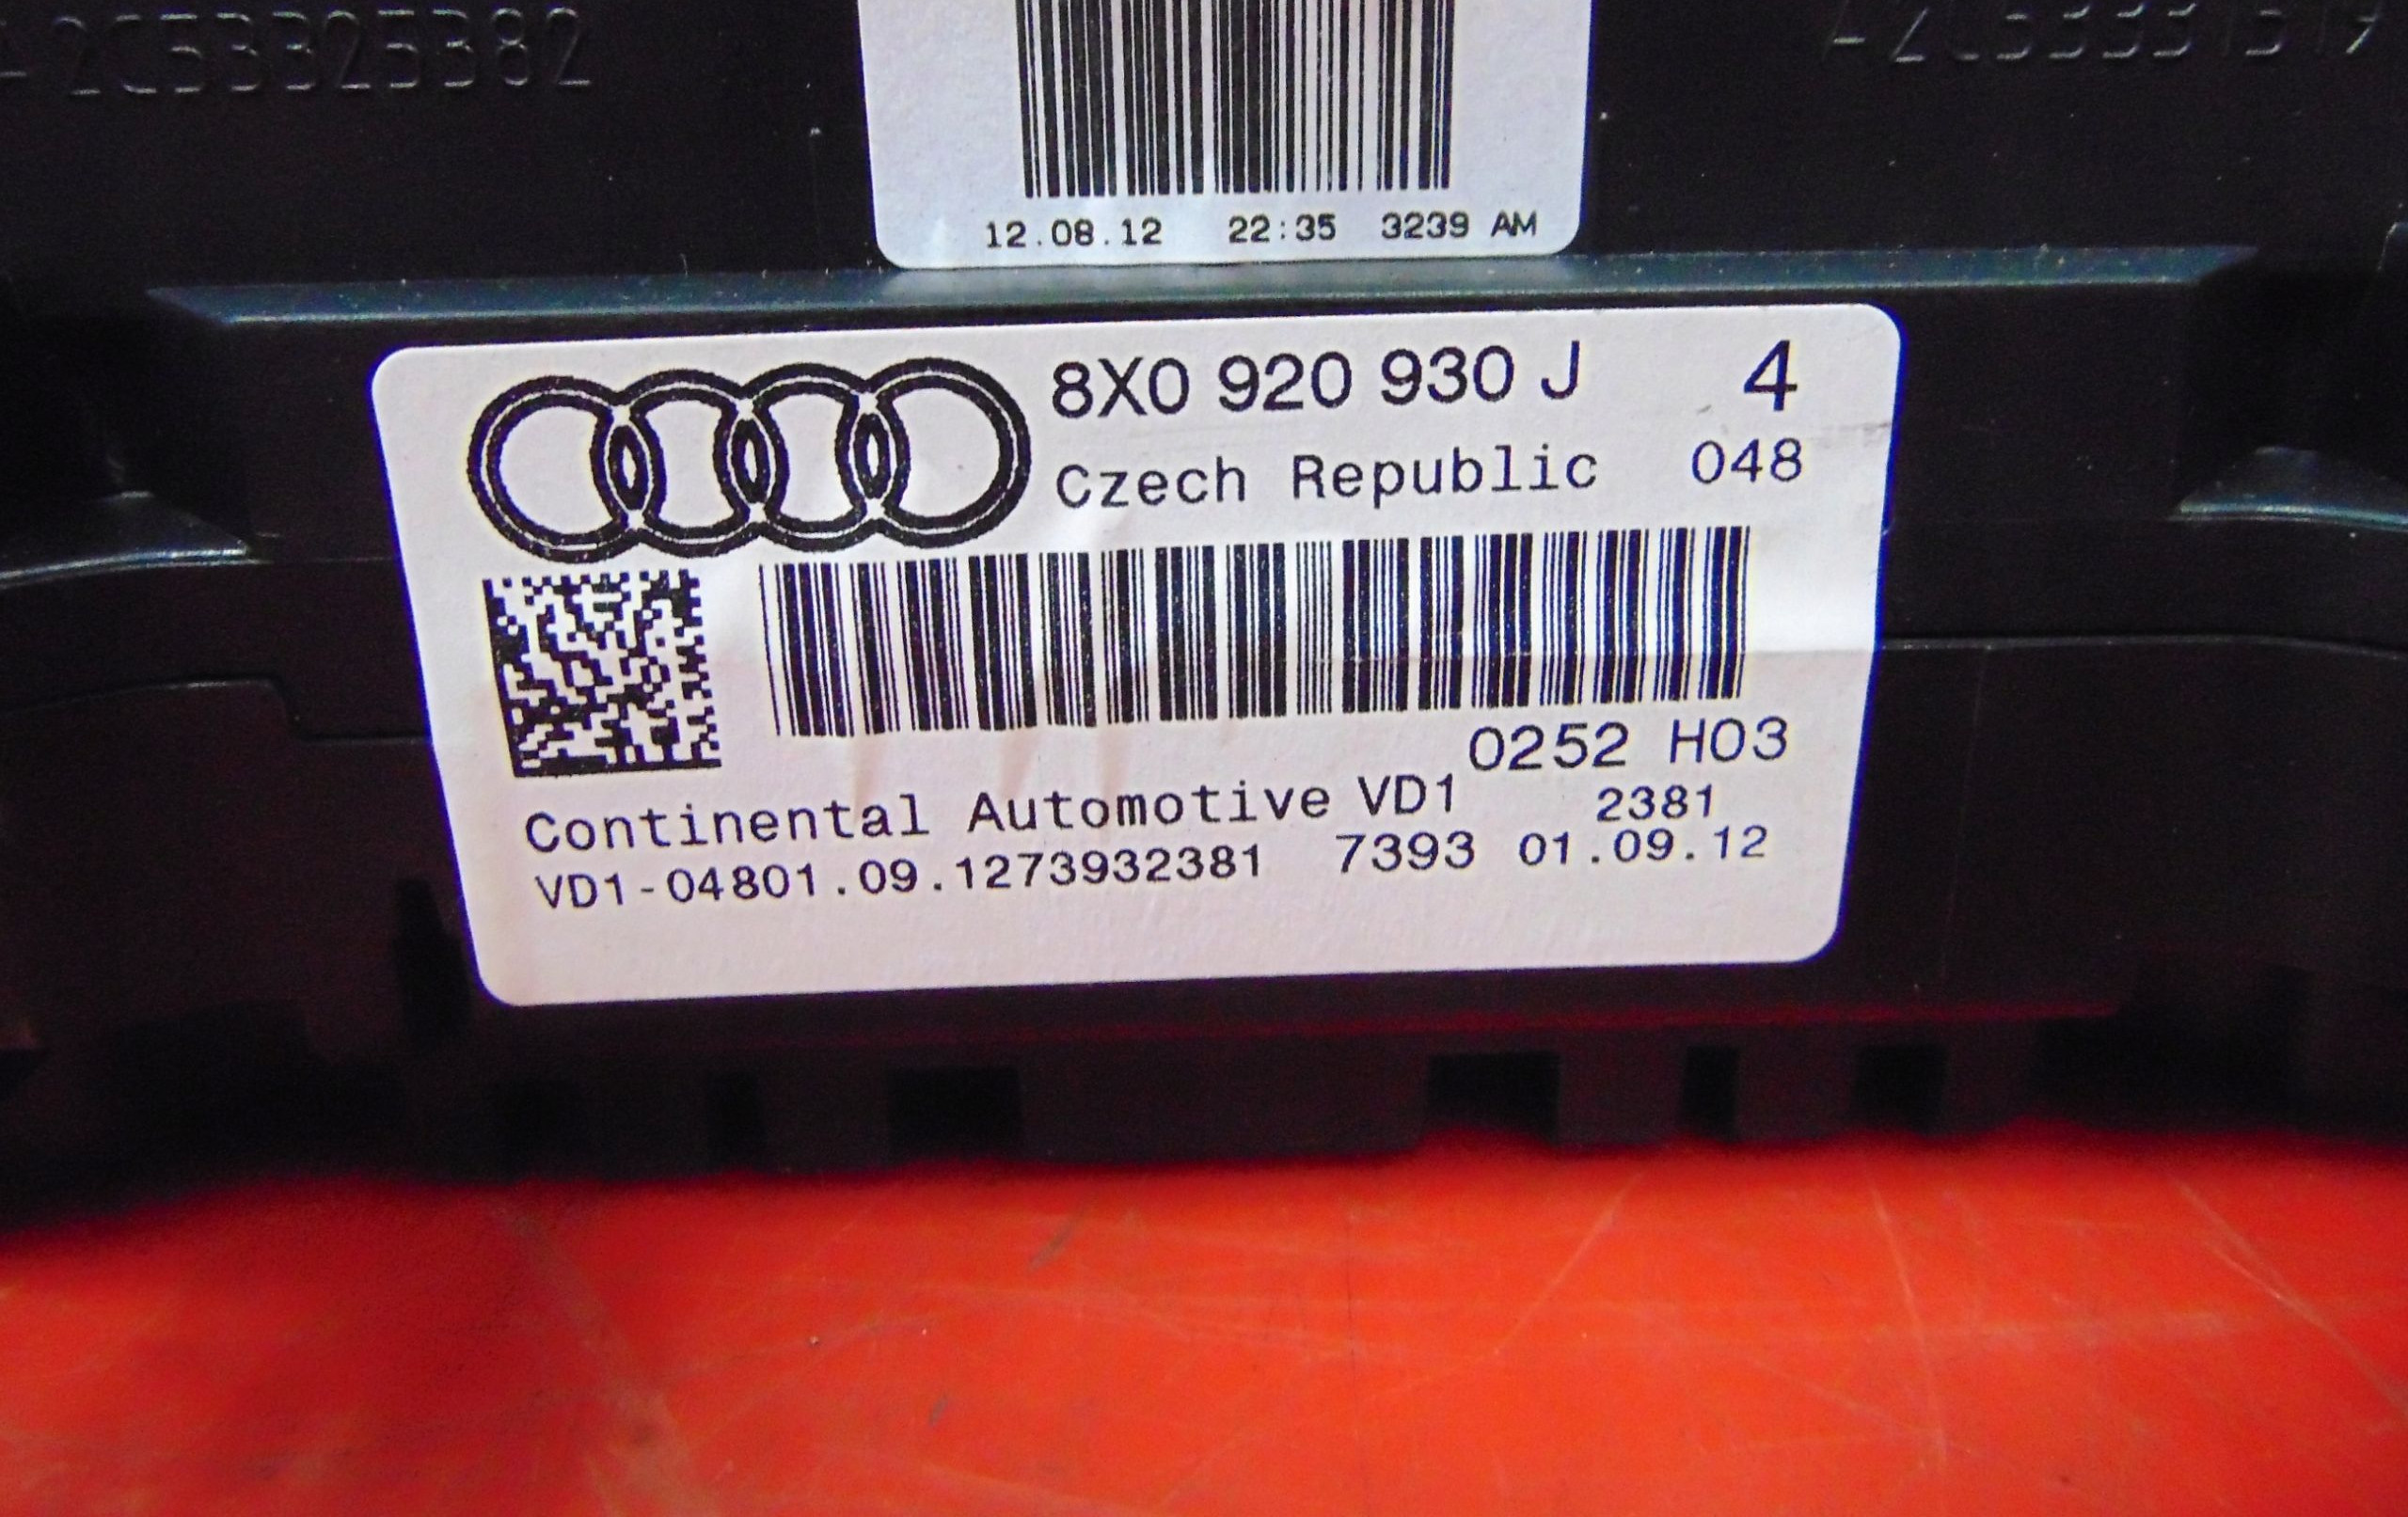 A2C53325382
12.08.12 22:35 3239 AM
8X0 920 930 J 4
Czech Republic 048
0252 H03
Continental Automotive VD1 2381
VD1-04801.09.1273932381 7393 01.09.12